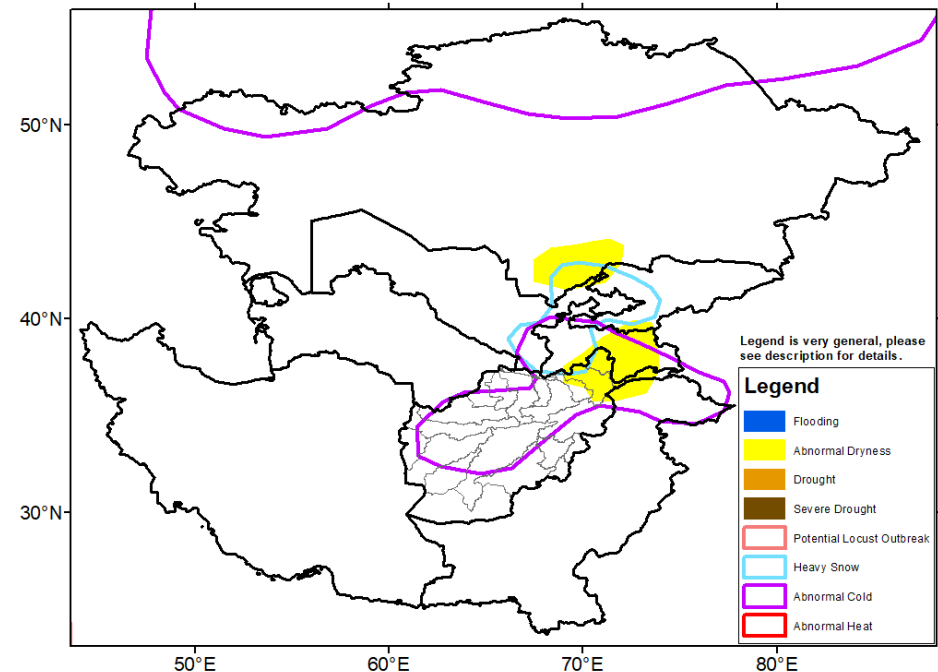 50°N
40°N
30°N
50°E
60°E
70°E
80°E
Legend is very general, please
see description for details.
Legend
Flooding
Abnormal Dryness
Drought
Severe Drought
Potential Locust Outbreak
Heavy Snow
Abnormal Cold
Abnormal Heat